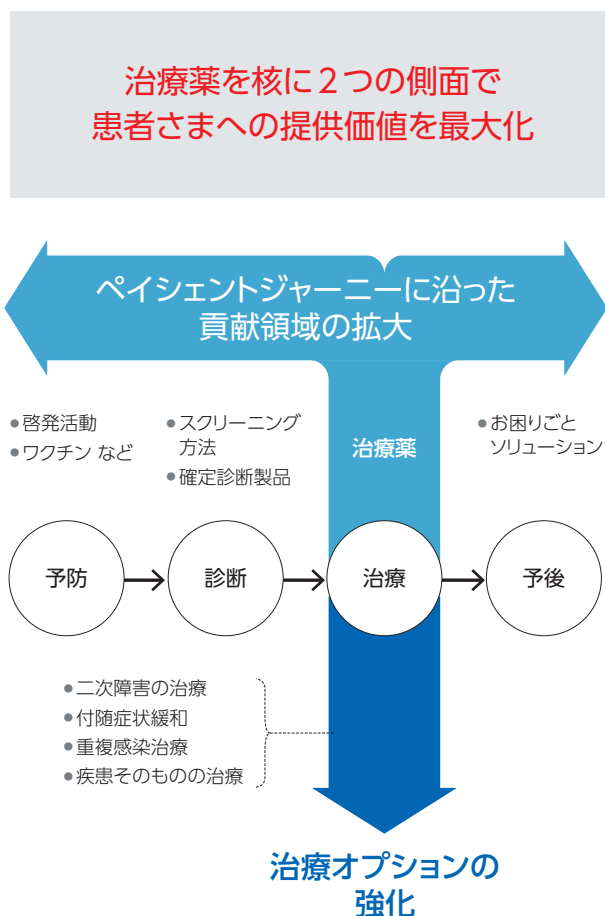 治療薬を核に2つの側面で
患者さまへの提供価値を最大化
ペイシェントジャーニーに沿った
貢献領域の拡大
●啓発活動
●ワクチン など
●スクリーニング
方法
●確定診断製品
治療薬
●お困りごと
ソリューション
予防
診断
治療
予後
●二次障害の治療
●付随症状緩和
●重複感染治療
●疾患そのものの治療
治療オプションの
強化